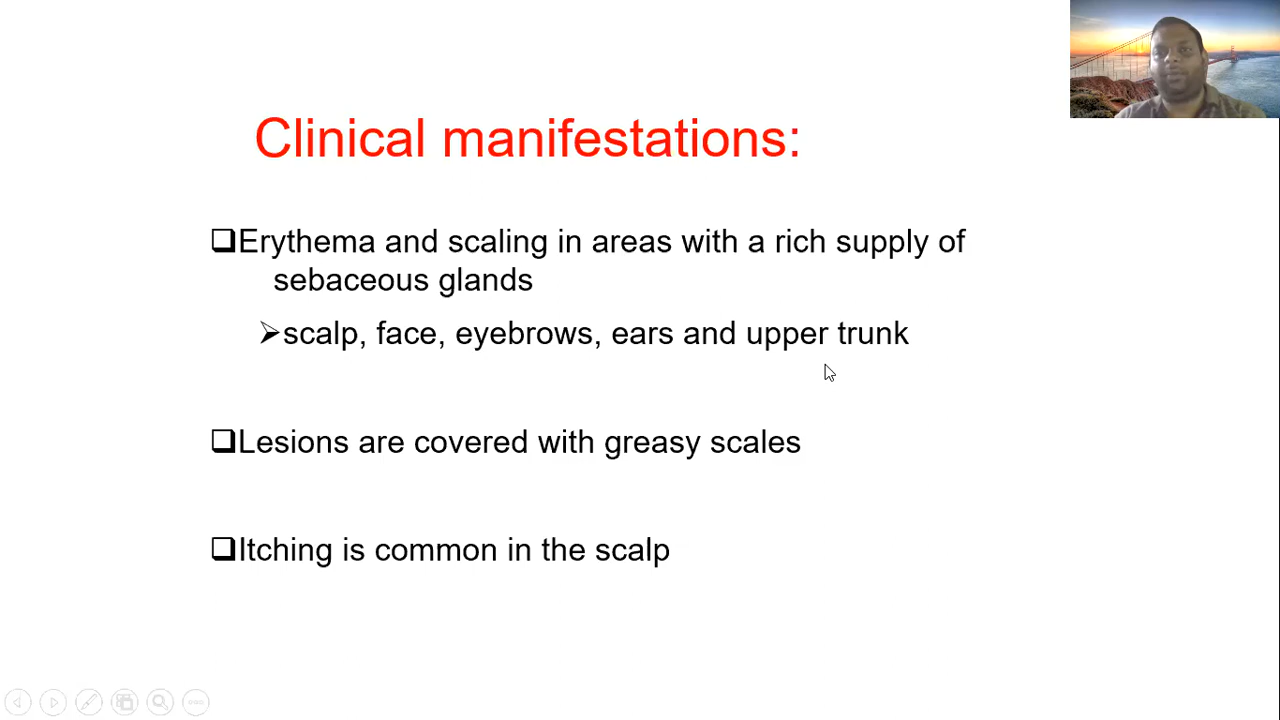 Clinical manifestations:
❑Erythema and scaling in areas with a rich supply of
sebaceous glands
➢scalp, face, eyebrows, ears and upper trunk
❑Lesions are covered with greasy scales
❑Itching is common in the scalp